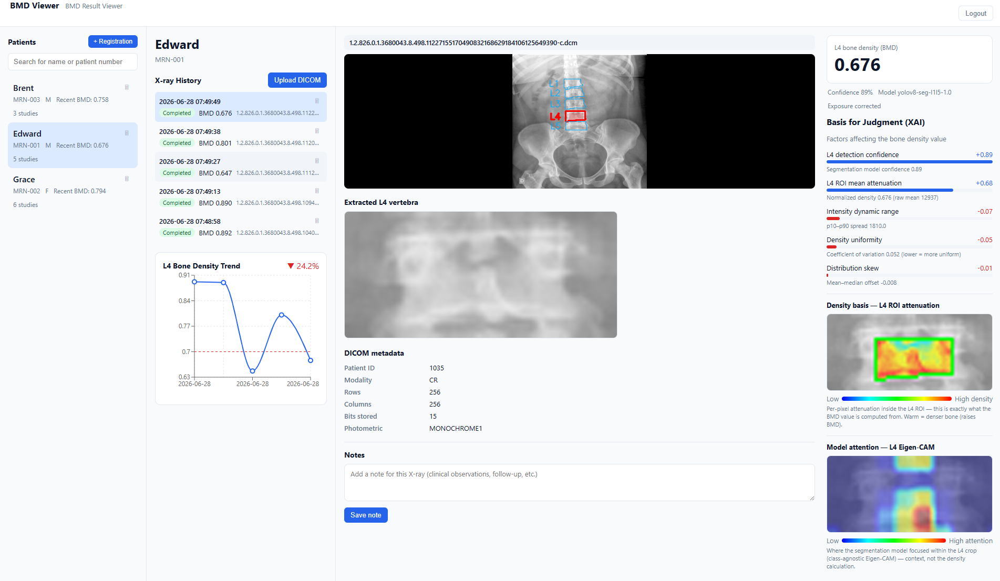 BMD Viewer BMD Result Viewer
Logout
Patients
+ Registration
Search for name or patient number
Brent
MRN-003 M Recent BMD: 0.758
3 studies
Edward
MRN-001 M Recent BMD: 0.676
5 studies
Grace
MRN-002 F Recent BMD: 0.794
6 studies
Edward
MRN-001
X-ray History
Upload DICOM
2026-06-28 07:49:49
Completed BMD 0.676 1.2.826.0.1.3680043.8.498.1122...
2026-06-28 07:49:38
Completed BMD 0.801 1.2.826.0.1.3680043.8.498.1120...
2026-06-28 07:49:27
Completed BMD 0.647 1.2.826.0.1.3680043.8.498.1112...
2026-06-28 07:49:13
Completed BMD 0.890 1.2.826.0.1.3680043.8.498.1094...
2026-06-28 07:48:58
Completed BMD 0.892 1.2.826.0.1.3680043.8.498.1040...
L4 Bone Density Trend ▼ 24.2%
0.91
0.84
0.77
0.7
0.63
2026-06-28 2026-06-28 2026-06-28
1.2.826.0.1.3680043.8.498.11227155170490832168629184106125649390-c.dcm
L1
L2
L3
L4
L5
D
Extracted L4 vertebra
DICOM metadata
Patient ID 1035
Modality CR
Rows 256
Columns 256
Bits stored 15
Photometric MONOCHROME1
Notes
Add a note for this X-ray (clinical observations, follow-up, etc.)
Save note
L4 bone density (BMD)
0.676
Confidence 89% Model yolov8-seg-l1l5-1.0
Exposure corrected
Basis for Judgment (XAI)
Factors affecting the bone density value
L4 detection confidence +0.89
Segmentation model confidence 0.89
L4 ROI mean attenuation +0.68
Normalized density 0.676 (raw mean 12937)
Intensity dynamic range -0.07
p10–p90 spread 1810.0
Density uniformity -0.05
Coefficient of variation 0.052 (lower = more uniform)
Distribution skew -0.01
Mean–median offset -0.008
Density basis — L4 ROI attenuation
Low High density
Per-pixel attenuation inside the L4 ROI — this is exactly what the
BMD value is computed from. Warm = denser bone (raises
BMD).
Model attention — L4 Eigen-CAM
Low High attention
Where the segmentation model focused within the L4 crop
(class-agnostic Eigen-CAM) — context, not the density
calculation.